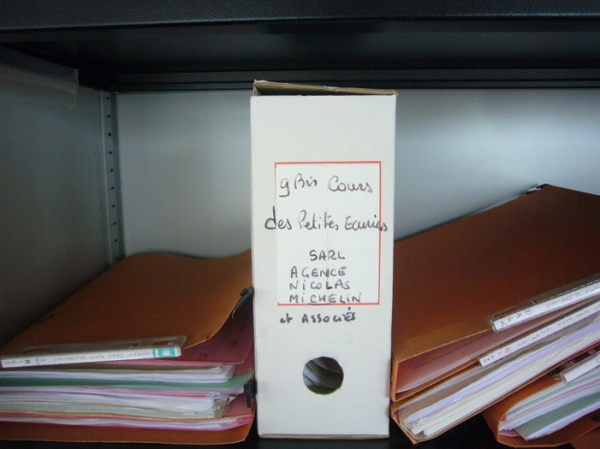 9 Bis Cours
des Petites Ecuries
SARL
AGENCE
NICOLAS
MICHELIN
et ASSOCIÉS